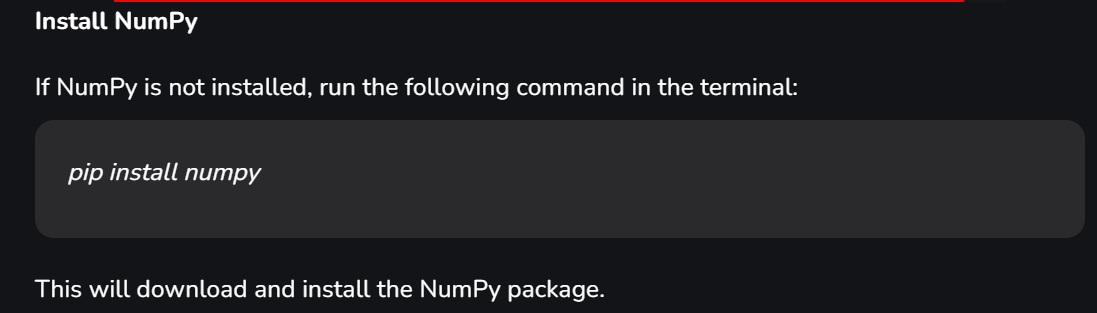 Install NumPy
If NumPy is not installed, run the following command in the terminal:
pip install numpy
This will download and install the NumPy package.